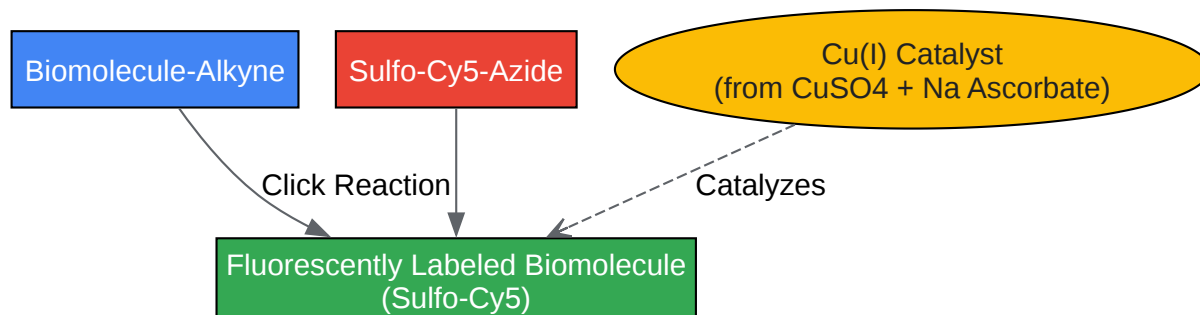 Biomolecule-Alkyne
Sulfo-Cy5-Azide
Cu(I) Catalyst
(from CuSO4 + Na Ascorbate)
Click Reaction
Catalyzes
Fluorescently Labeled Biomolecule
(Sulfo-Cy5)